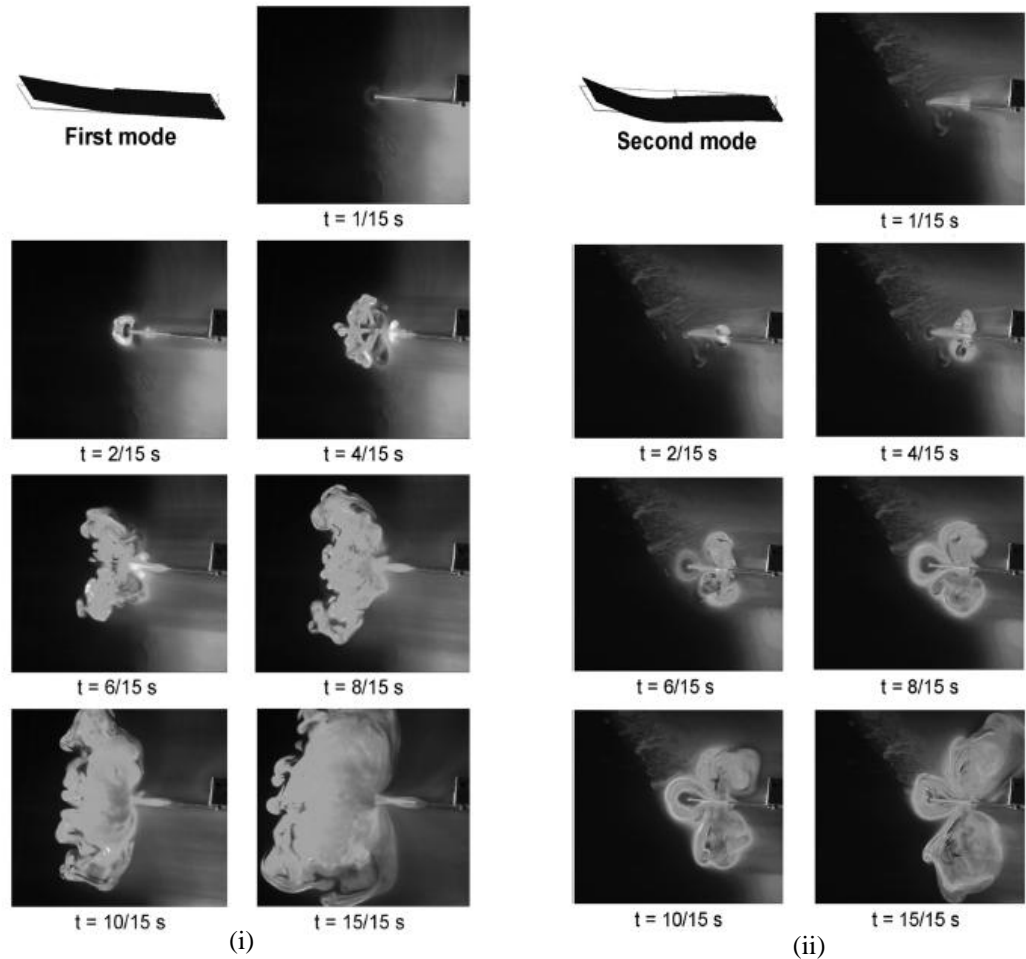 First mode
t = 1/15 s
t = 2/15 s
t = 4/15 s
t = 6/15 s
t = 8/15 s
t = 10/15 s
t = 15/15 s
(i)
Second mode
t = 1/15 s
t = 2/15 s
t = 4/15 s
t = 6/15 s
t = 8/15 s
t = 10/15 s
t = 15/15 s
(ii)